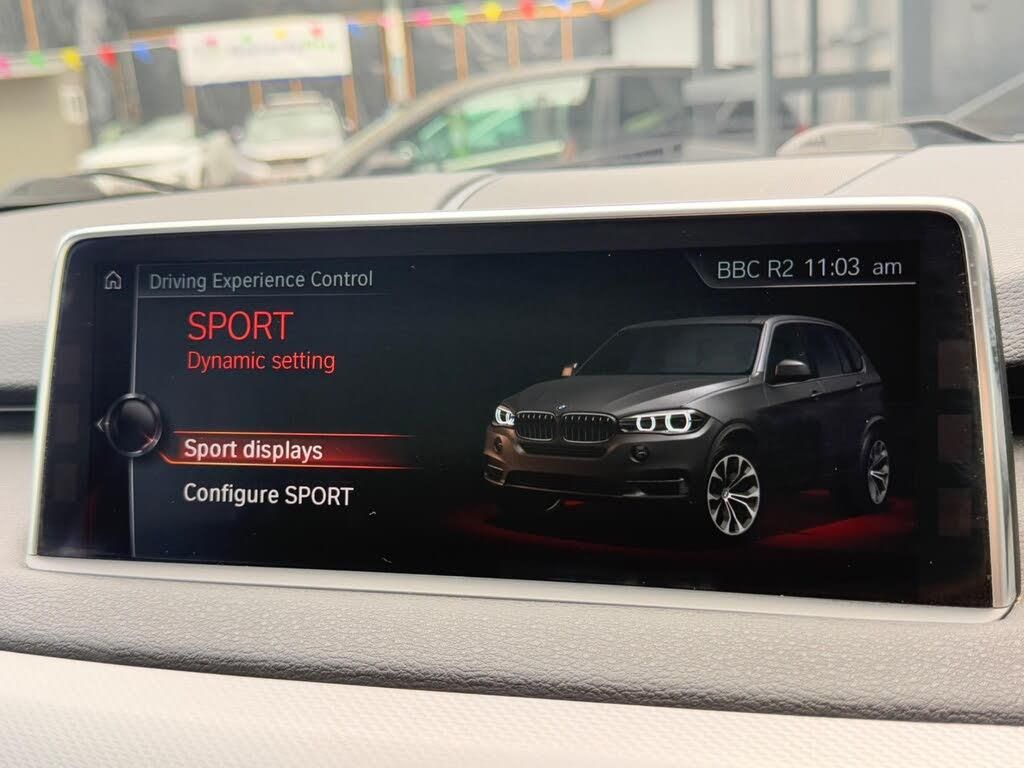 Driving Experience Control
BBC R2 11:03 am
SPORT
Dynamic setting
Sport displays
Configure SPORT